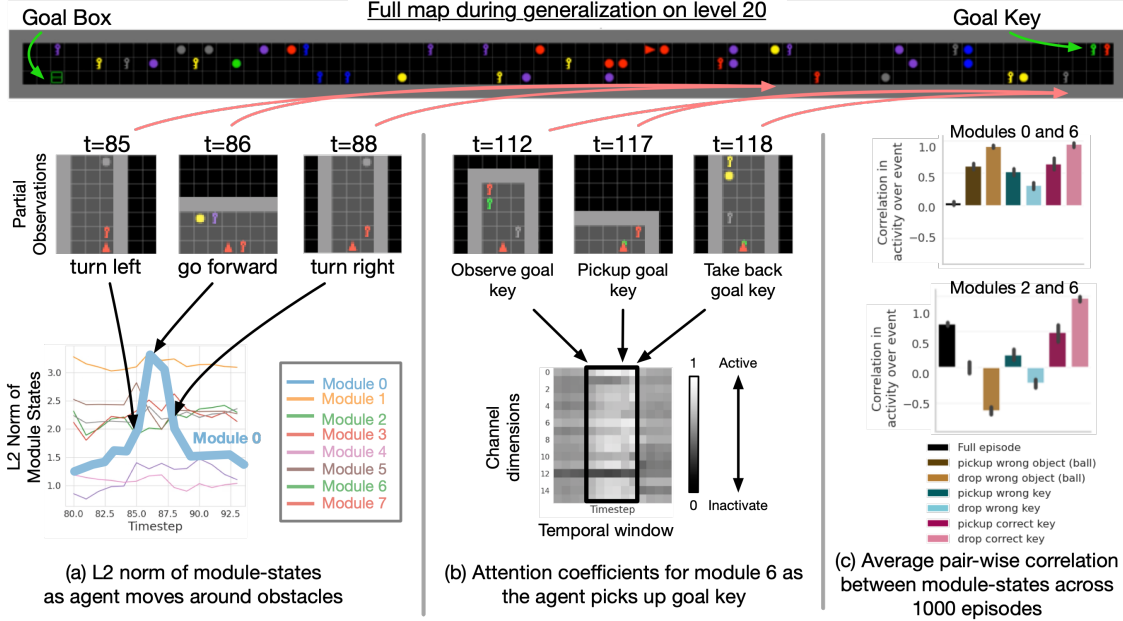 Full map during generalization on level 20
Goal Box
Goal Key
t=85
t=86
t=88
Partial
Observations
turn left
go forward
turn right
L2 Norm of
Module States
3.0
2.5
2.0
1.5
1.0
80.0
82.5
85.0
87.5
90.0
92.5
Timestep
Module 0
Module 0
Module 1
Module 2
Module 3
Module 4
Module 5
Module 6
Module 7
(a) L2 norm of module-states
as agent moves around obstacles
t=112
t=117
t=118
Observe goal
key
Pickup goal
key
Take back
goal key
Channel
dimensions
0
2
4
6
8
10
12
14
Timestep
Temporal window
1
0
Active
Inactivate
(b) Attention coefficients for module 6 as
the agent picks up goal key
Modules 0 and 6
Correlation in
activity over event
1.0
0.5
0.0
−0.5
Modules 2 and 6
Correlation in
activity over event
1.0
0.5
0.0
−0.5
Full episode
pickup wrong object (ball)
drop wrong object (ball)
pickup wrong key
drop wrong key
pickup correct key
drop correct key
(c) Average pair-wise correlation
between module-states across
1000 episodes